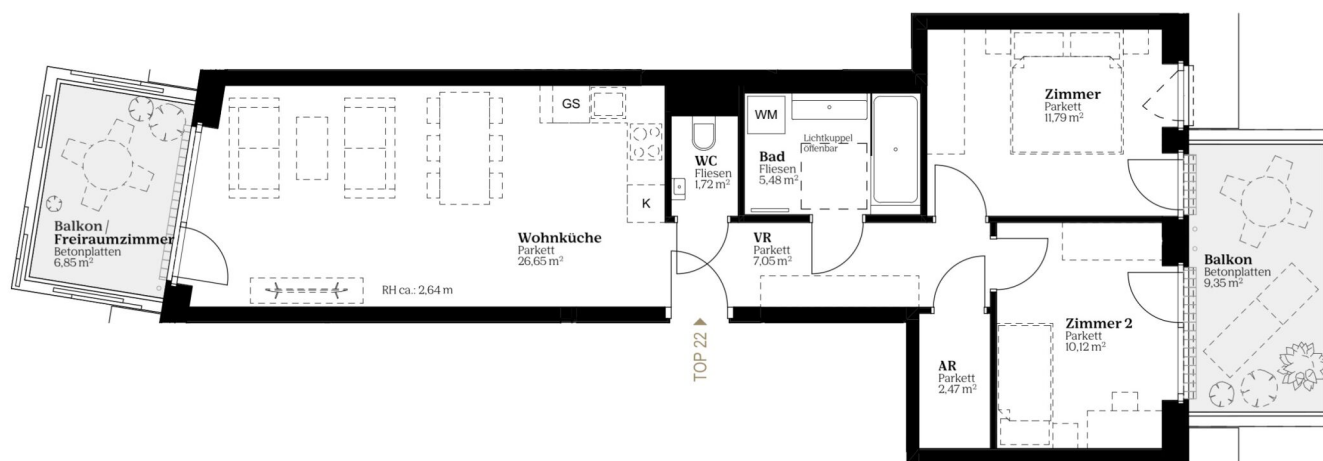 Balkon /
Freiraumzimmer
Betonplatten
6,85 m²
Wohnküche
Parkett
26,65 m²
RH ca.: 2,64 m
GS
K
WC
Fliesen
1,72 m²
WM
Bad
Fliesen
5,48 m²
Lichtkuppel
öffenbar
VR
Parkett
7,05 m²
TOP 22
Zimmer
Parkett
11,79 m²
Zimmer 2
Parkett
10,12 m²
AR
Parkett
2,47 m²
Balkon
Betonplatten
9,35 m²